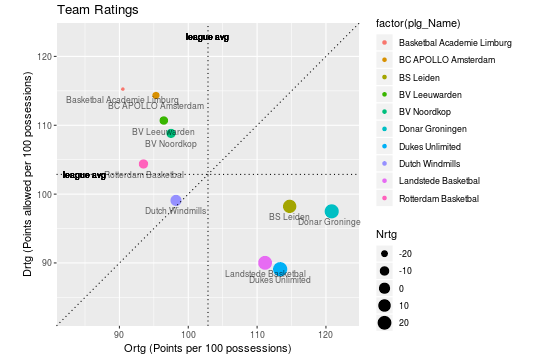 Team Ratings
league avg
120
110
100
90
Drtg (Points allowed per 100 possessions)
Basketbal Academie Limburg
BC APOLLO Amsterdam
BV Leeuwarden
BV Noordkop
league avg
Rotterdam Basketbal
Dutch Windmills
BS Leiden
Donar Groninge
Landstede Basketbal
Dukes Unlimited
90
100
110
120
Ortg (Points per 100 possessions)
factor(plg_Name)
Basketbal Academie Limburg
BC APOLLO Amsterdam
BS Leiden
BV Leeuwarden
BV Noordkop
Donar Groningen
Dukes Unlimited
Dutch Windmills
Landstede Basketbal
Rotterdam Basketbal
Nrtg
-20
-10
0
10
20